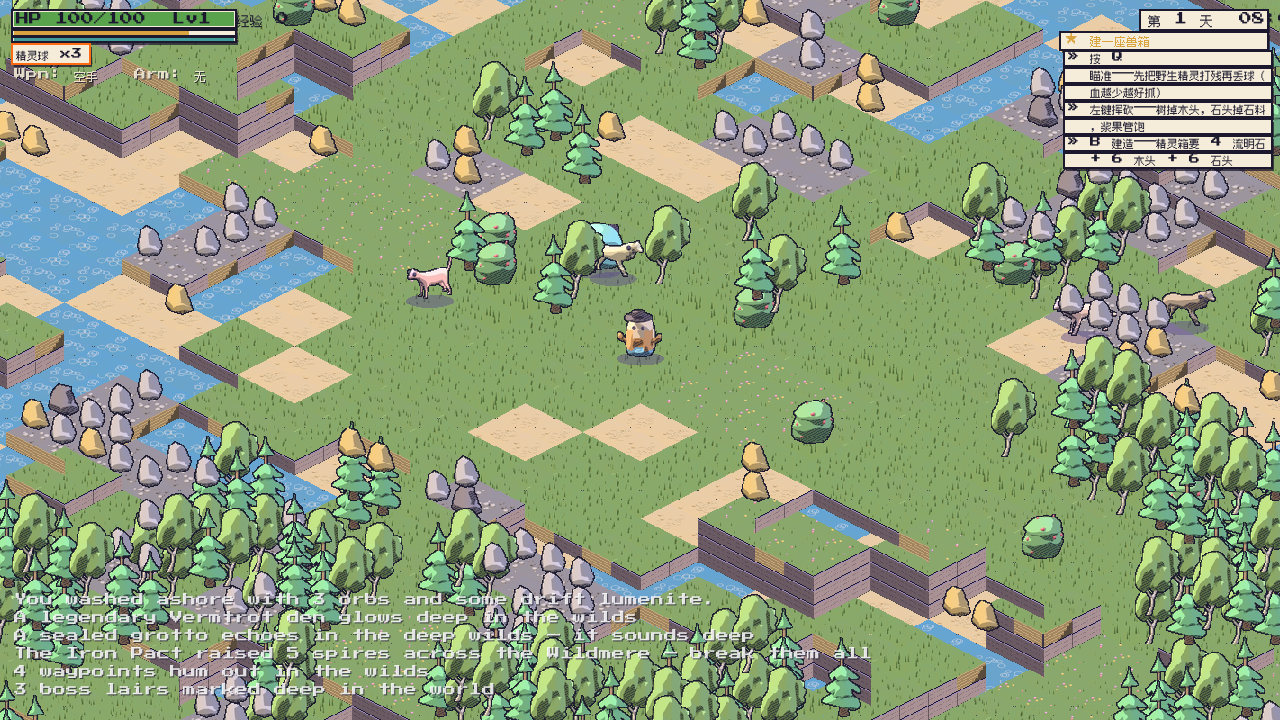 HP 100/100 Lv1 经验 0
精灵球 ×3
Wpn: 空手 Arm: 无
第 1 天 08
★ 建一座兽箱
» 按 Q
瞄准——先把野生精灵打残再丢球（
血越少越好抓）
» 左键挥砍——树掉木头，石头掉石料
，浆果管饱
» B 建造——精灵箱要 4 流明石
+ 6 木头 + 6 石头
You washed ashore with 3 orbs and some drift lumenite.
A legendary Vermitrof den glows deep in the wilds
A sealed grotto echoes in the deep wilds — it sounds deep
The Iron Pact raised 5 spires across the Wildmere — break them all
4 waypoints hum out in the wilds
3 boss lairs marked deep in the world